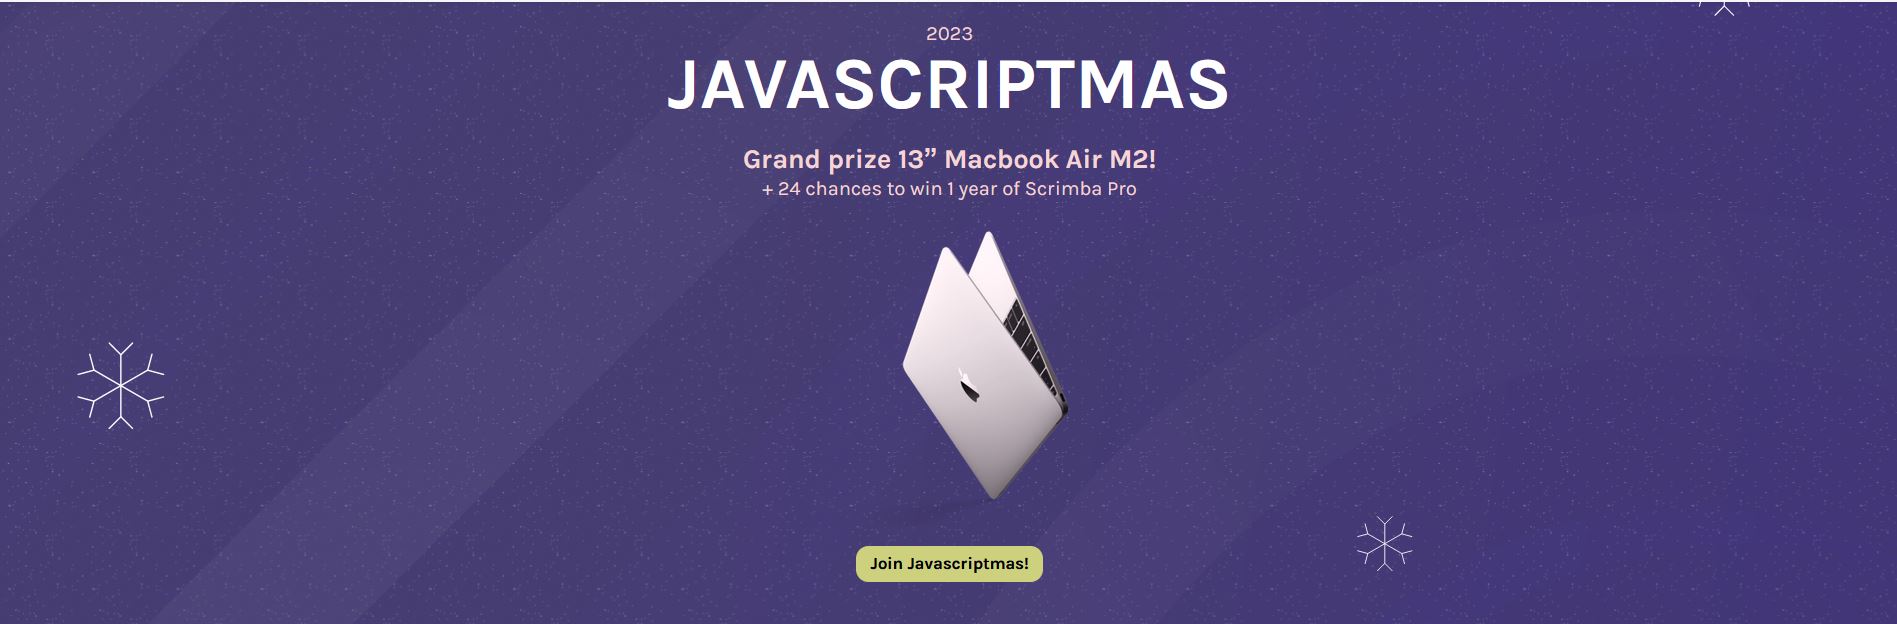 2023
JAVASCRIPTMAS
Grand prize 13” Macbook Air M2!
+ 24 chances to win 1 year of Scrimba Pro
Join Javascriptmas!